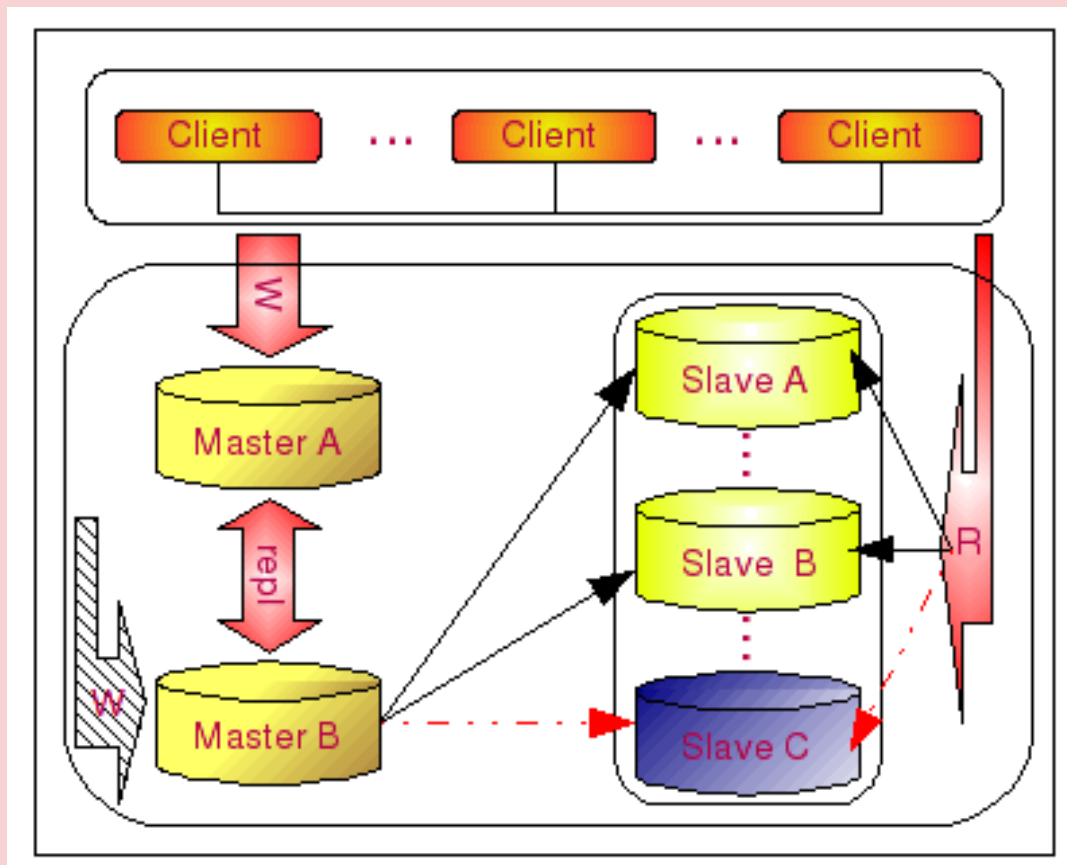 Client ... Client ... Client
W
Slave A
Master A
repl
Slave B
R
W
Master B
Slave C